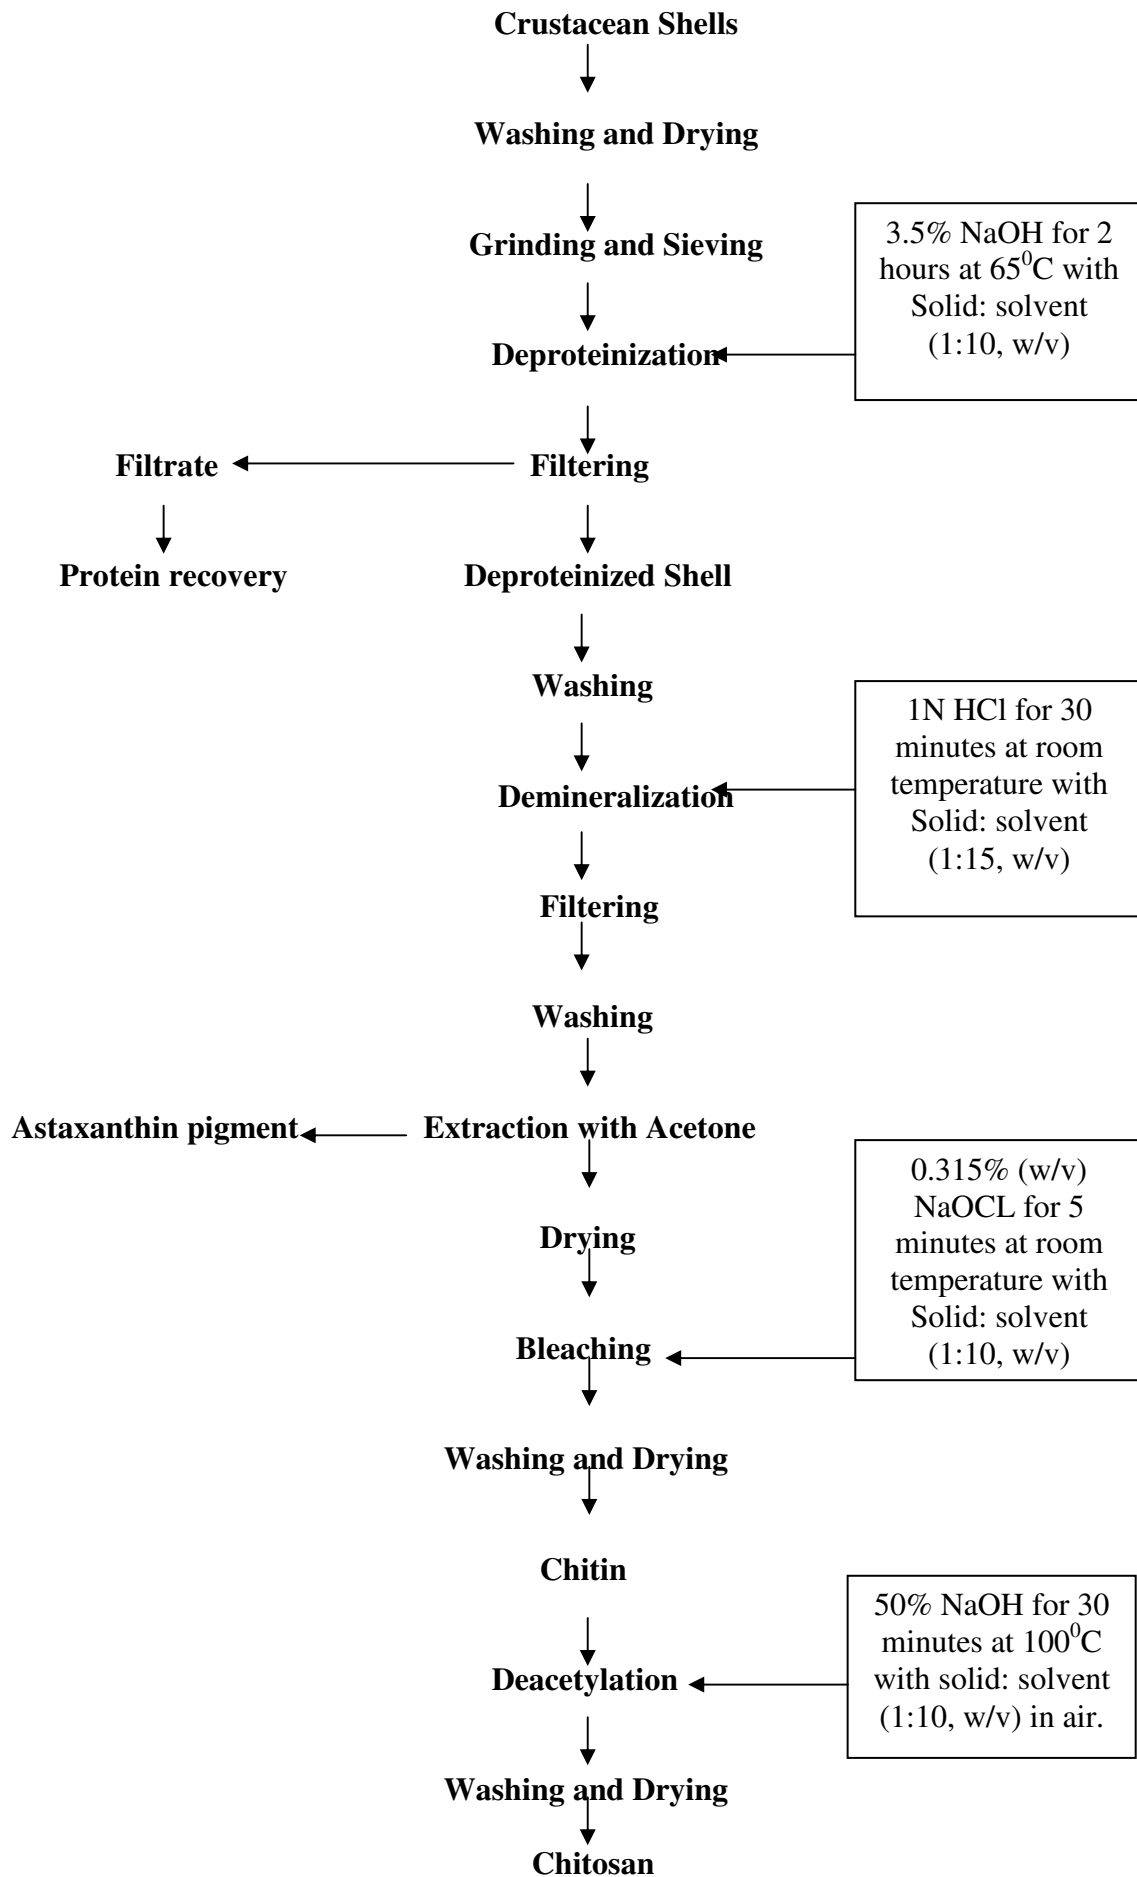 Crustacean Shells
Washing and Drying
Grinding and Sieving
3.5% NaOH for 2
hours at 65⁰C with
Solid: solvent
(1:10, w/v)
Deproteinization
Filtrate
Filtering
Protein recovery
Deproteinized Shell
Washing
1N HCl for 30
minutes at room
temperature with
Solid: solvent
(1:15, w/v)
Demineralization
Filtering
Washing
Astaxanthin pigment
Extraction with Acetone
0.315% (w/v)
NaOCL for 5
minutes at room
temperature with
Solid: solvent
(1:10, w/v)
Drying
Bleaching
Washing and Drying
Chitin
50% NaOH for 30
minutes at 100⁰C
with solid: solvent
(1:10, w/v) in air.
Deacetylation
Washing and Drying
Chitosan